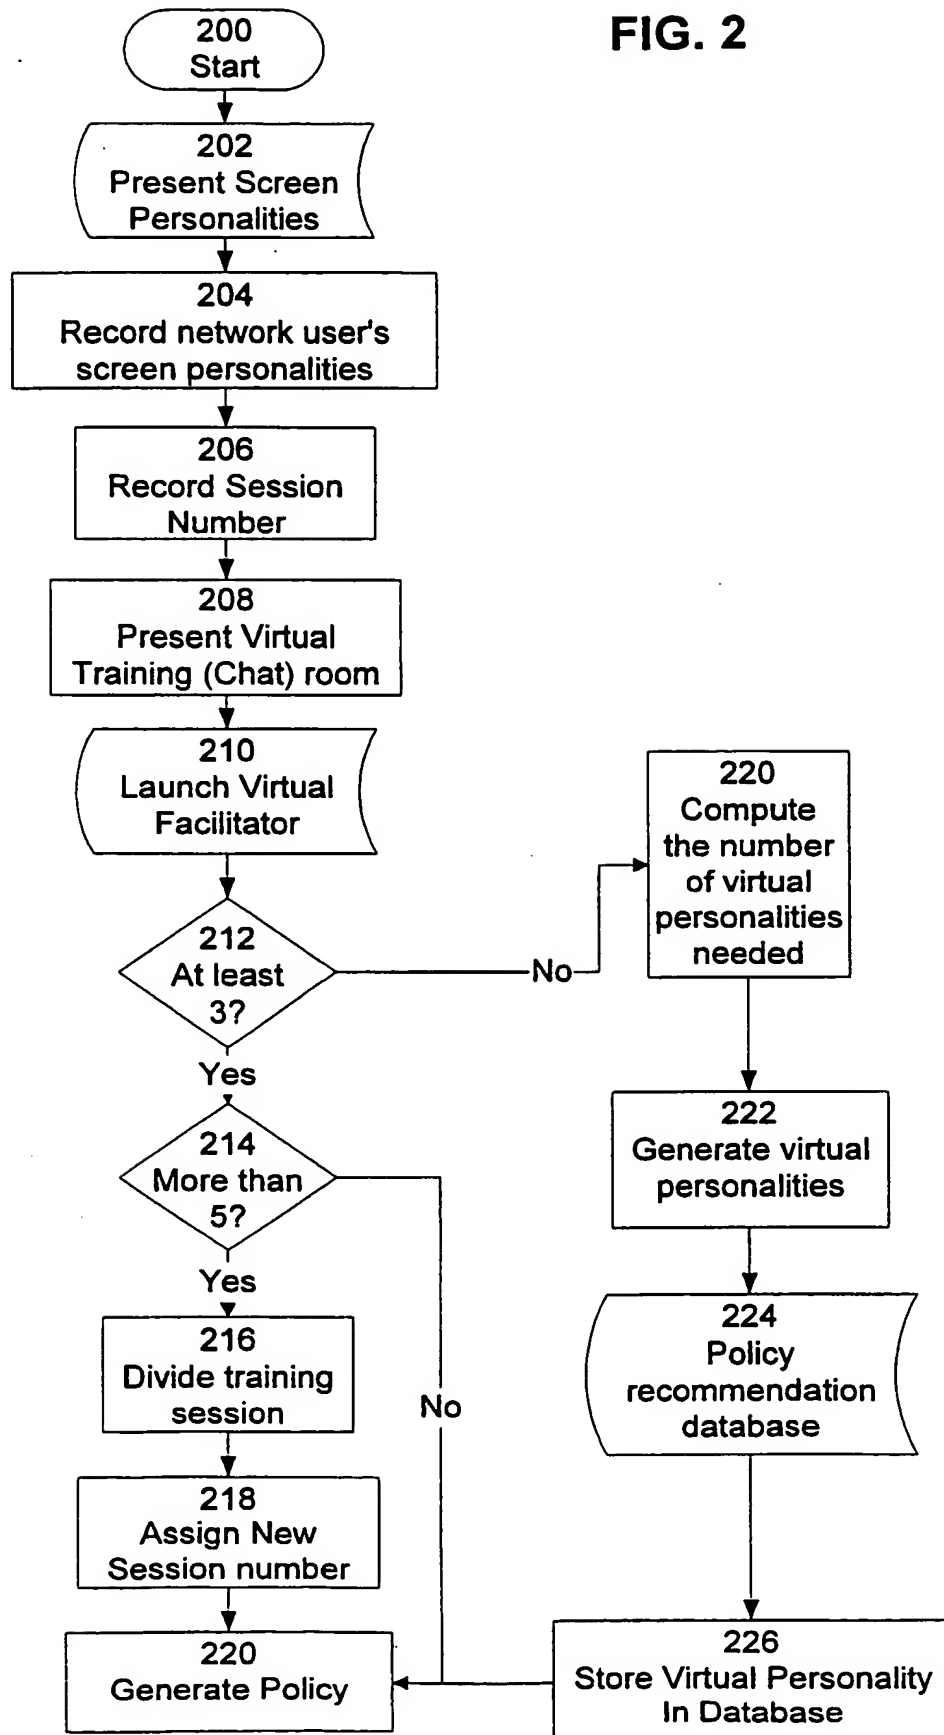 FIG. 2
200
Start
202
Present Screen
Personalities
204
Record network user's
screen personalities
206
Record Session
Number
208
Present Virtual
Training (Chat) room
210
Launch Virtual
Facilitator
212
At least
3?
No
Yes
214
More than
5?
Yes
No
216
Divide training
session
218
Assign New
Session number
220
Generate Policy
220
Compute
the number
of virtual
personalities
needed
222
Generate virtual
personalities
224
Policy
recommendation
database
226
Store Virtual Personality
In Database